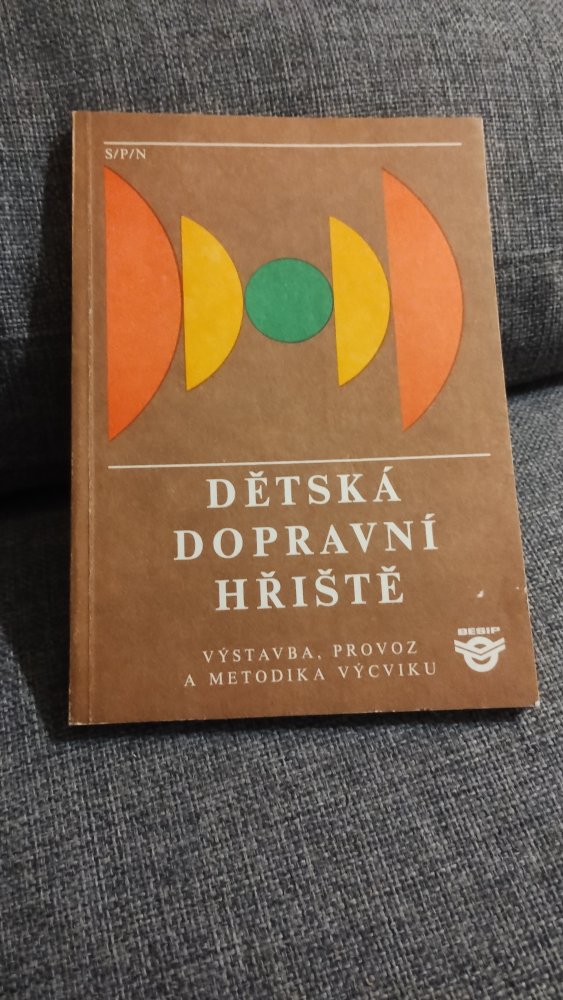 S/P/N
DĚTSKÁ
DOPRAVNÍ
HŘIŠTĚ
VÝSTAVBA, PROVOZ
A METODIKA VÝCVIKU
BESIP